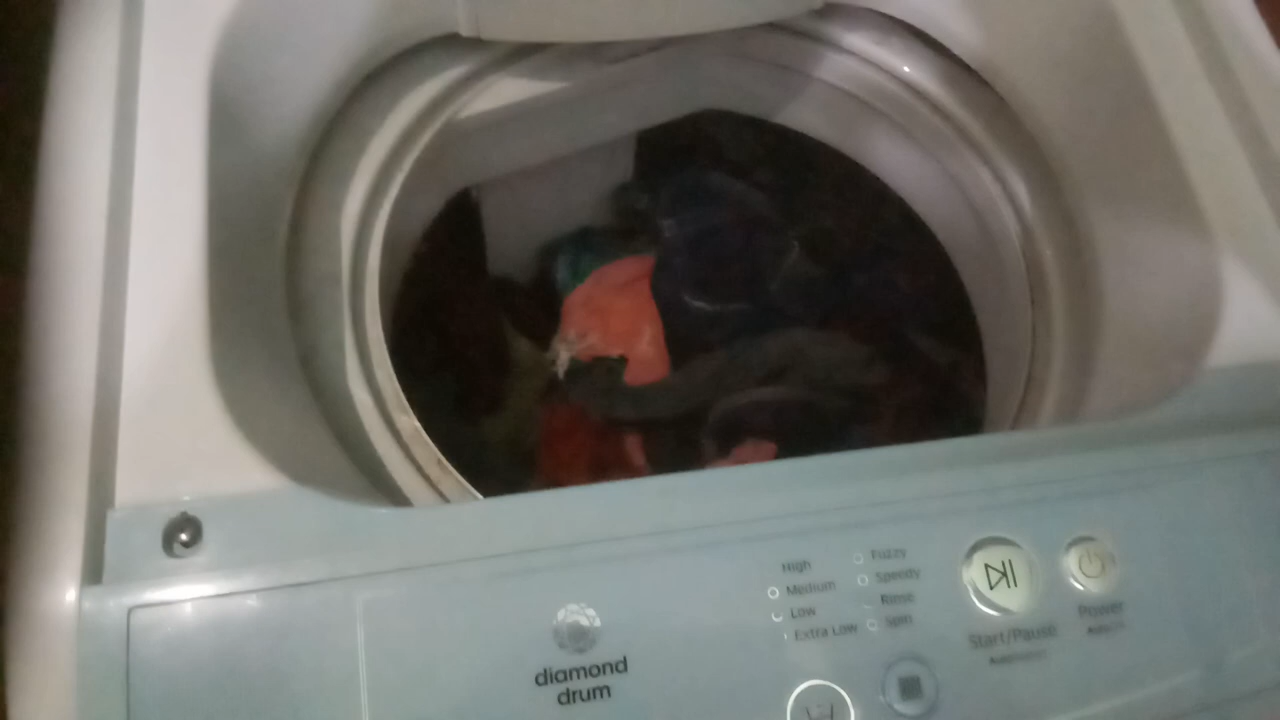 High
Medium
Low
Extra Low
Fuzzy
Speedy
Rinse
Spin
Start/Pause
Power
diamond
drum